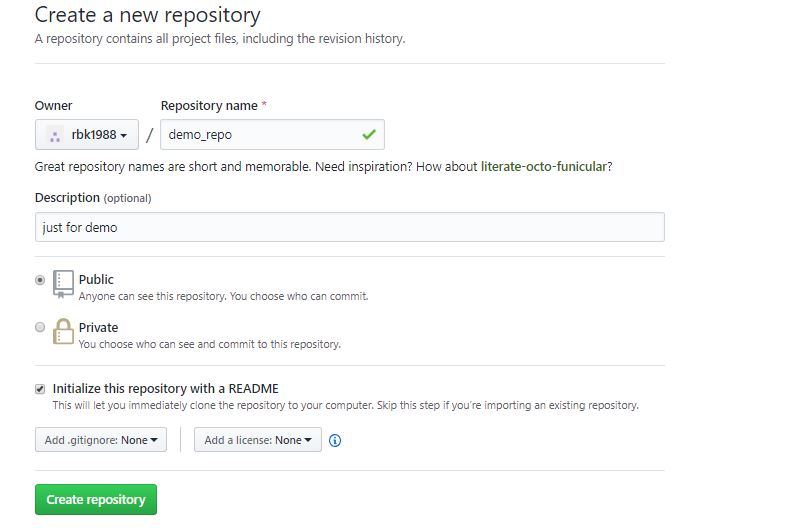 Create a new repository
A repository contains all project files, including the revision history.
Owner
Repository name *
rbk1988 / demo_repo
Great repository names are short and memorable. Need inspiration? How about literate-octo-funicular?
Description (optional)
just for demo
Public
Anyone can see this repository. You choose who can commit.
Private
You choose who can see and commit to this repository.
Initialize this repository with a README
This will let you immediately clone the repository to your computer. Skip this step if you're importing an existing repository.
Add .gitignore: None
Add a license: None
Create repository